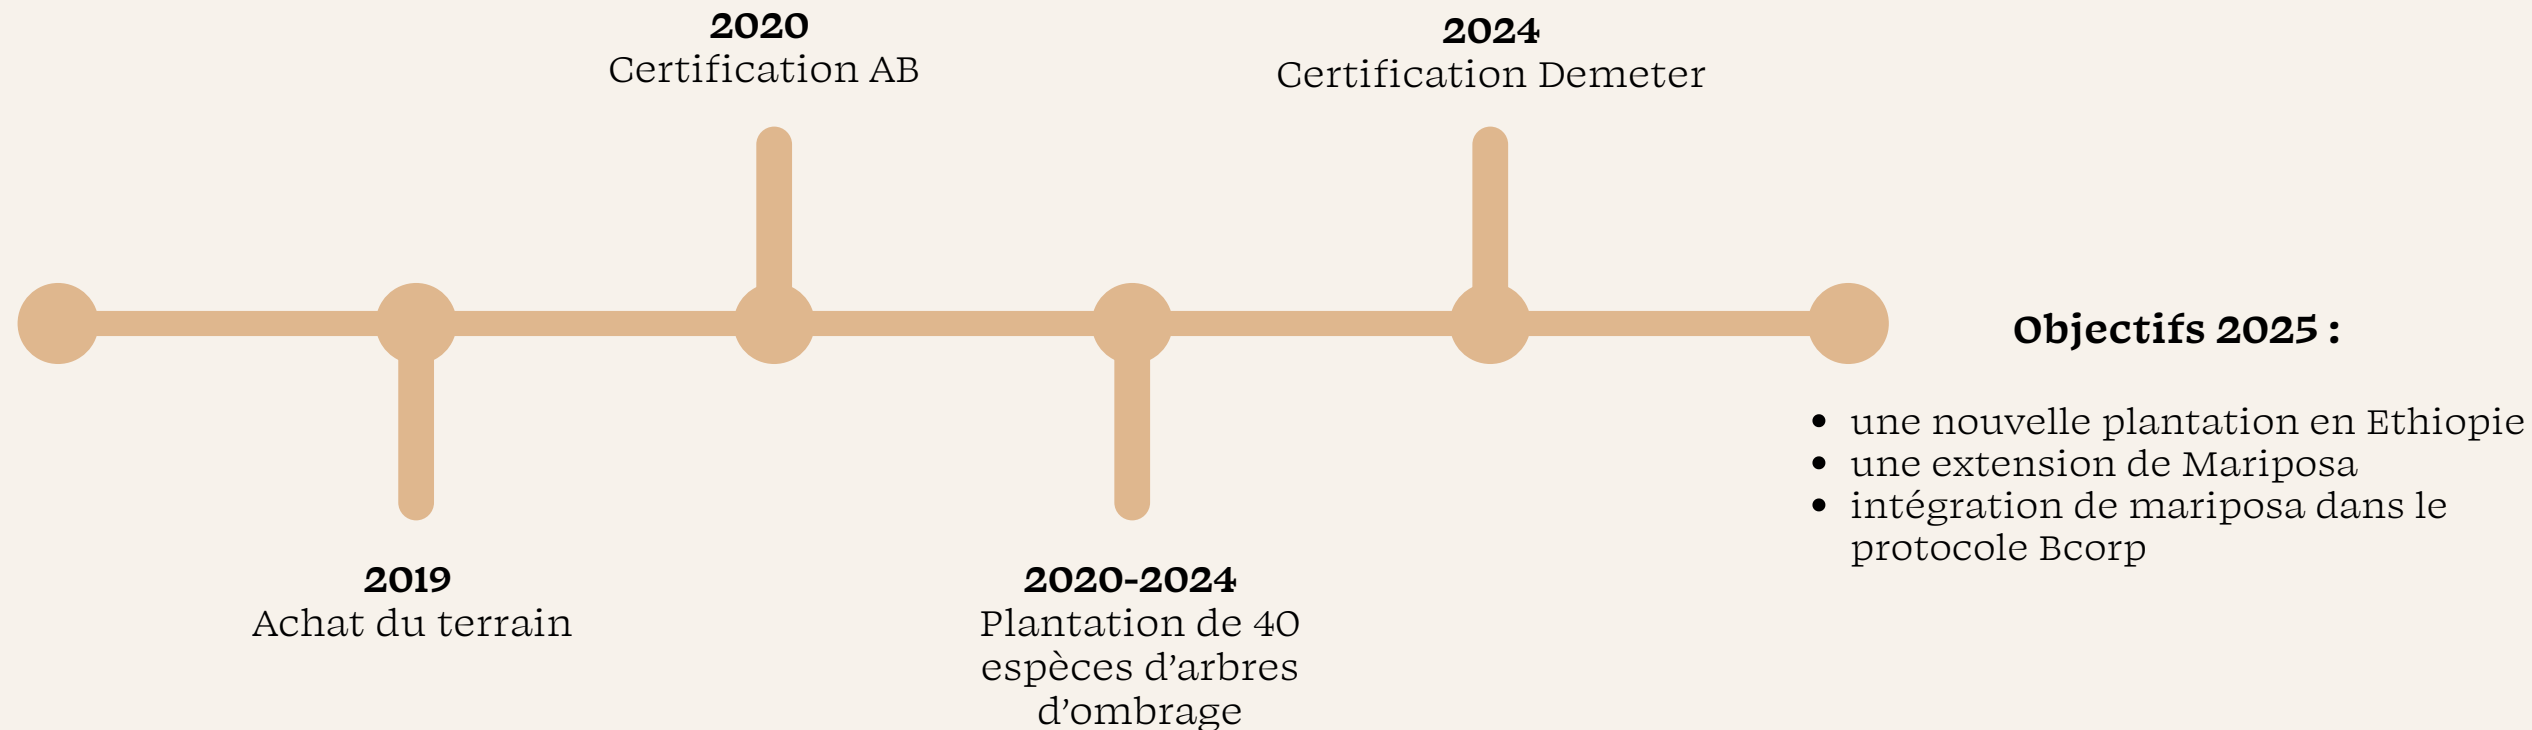 2020
Certification AB
2024
Certification Demeter
Objectifs 2025 :
• une nouvelle plantation en Ethiopie
• une extension de Mariposa
• intégration de mariposa dans le
protocole Bcorp
2019
Achat du terrain
2020-2024
Plantation de 40
espèces d’arbres
d’ombrage